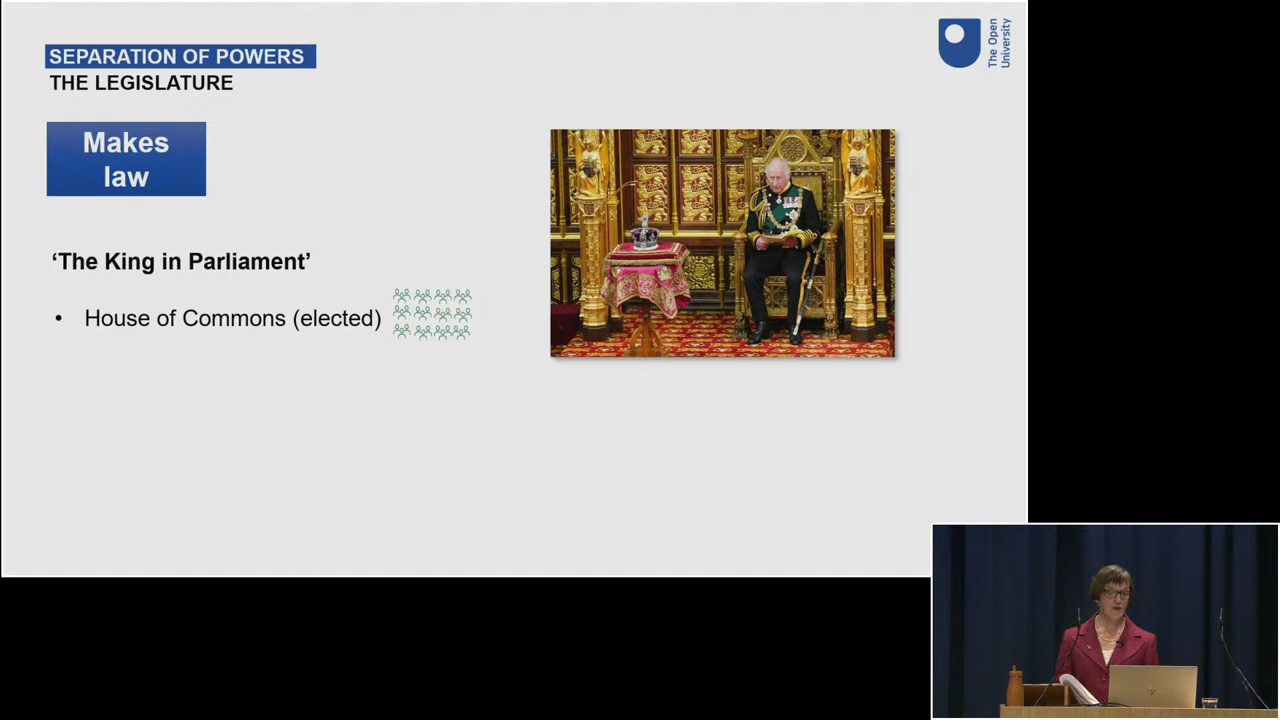 SEPARATION OF POWERS
THE LEGISLATURE
The Open
University
Makes
law
‘The King in Parliament’
• House of Commons (elected)